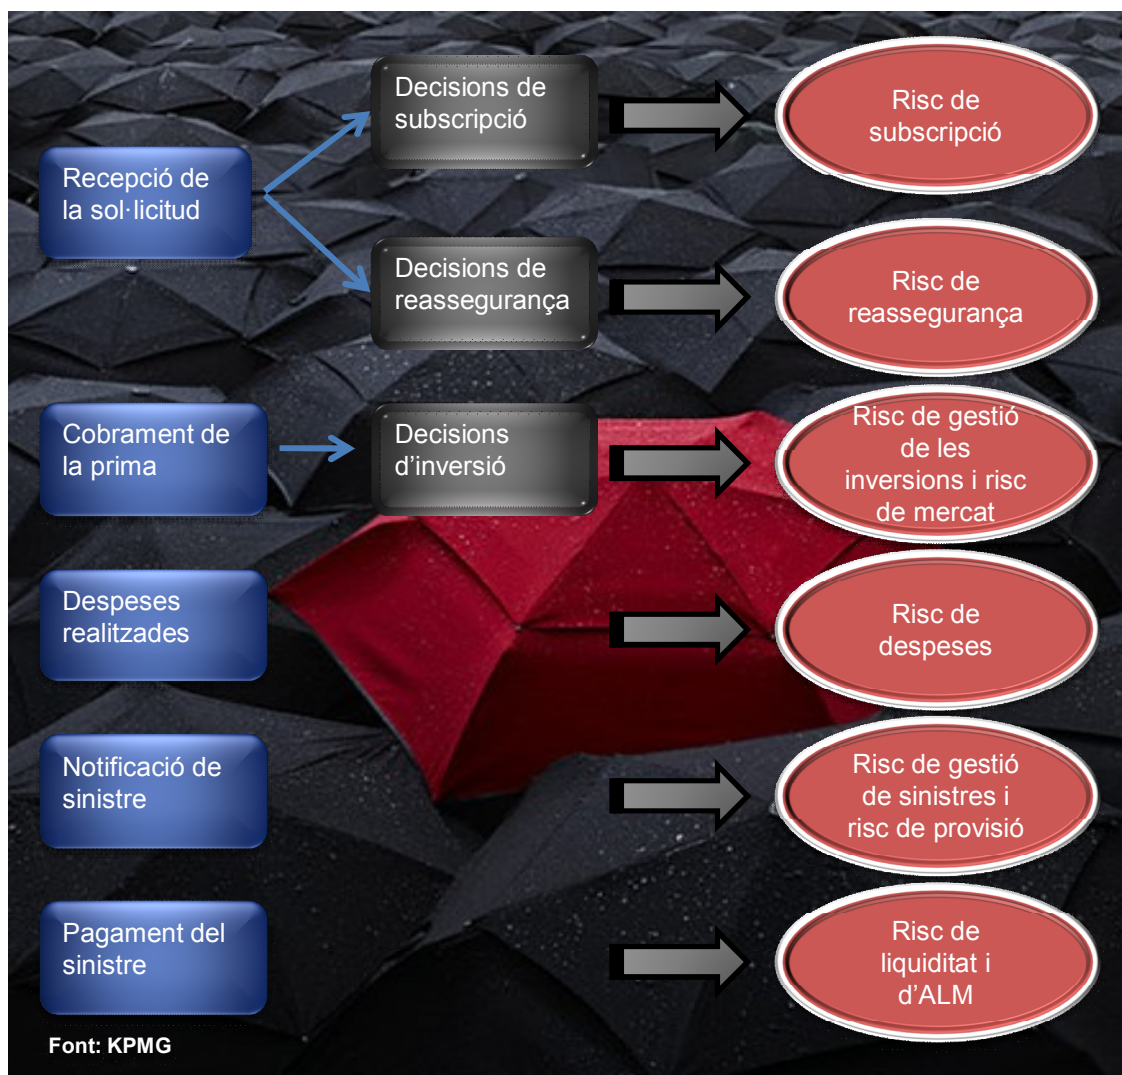 Decisions de
subscripció
Risc de
subscripció
Recepció de
la sol·licitud
Decisions de
reassegurança
Risc de
reassegurança
Cobrament de
la prima
Decisions
d'inversió
Risc de gestió
de les
inversions i risc
de mercat
Despeses
realitzades
Risc de
despeses
Notificació de
sinistre
Risc de gestió
de sinistres i
risc de provisió
Pagament del
sinistre
Risc de
liquiditat i
d'ALM
Font: KPMG